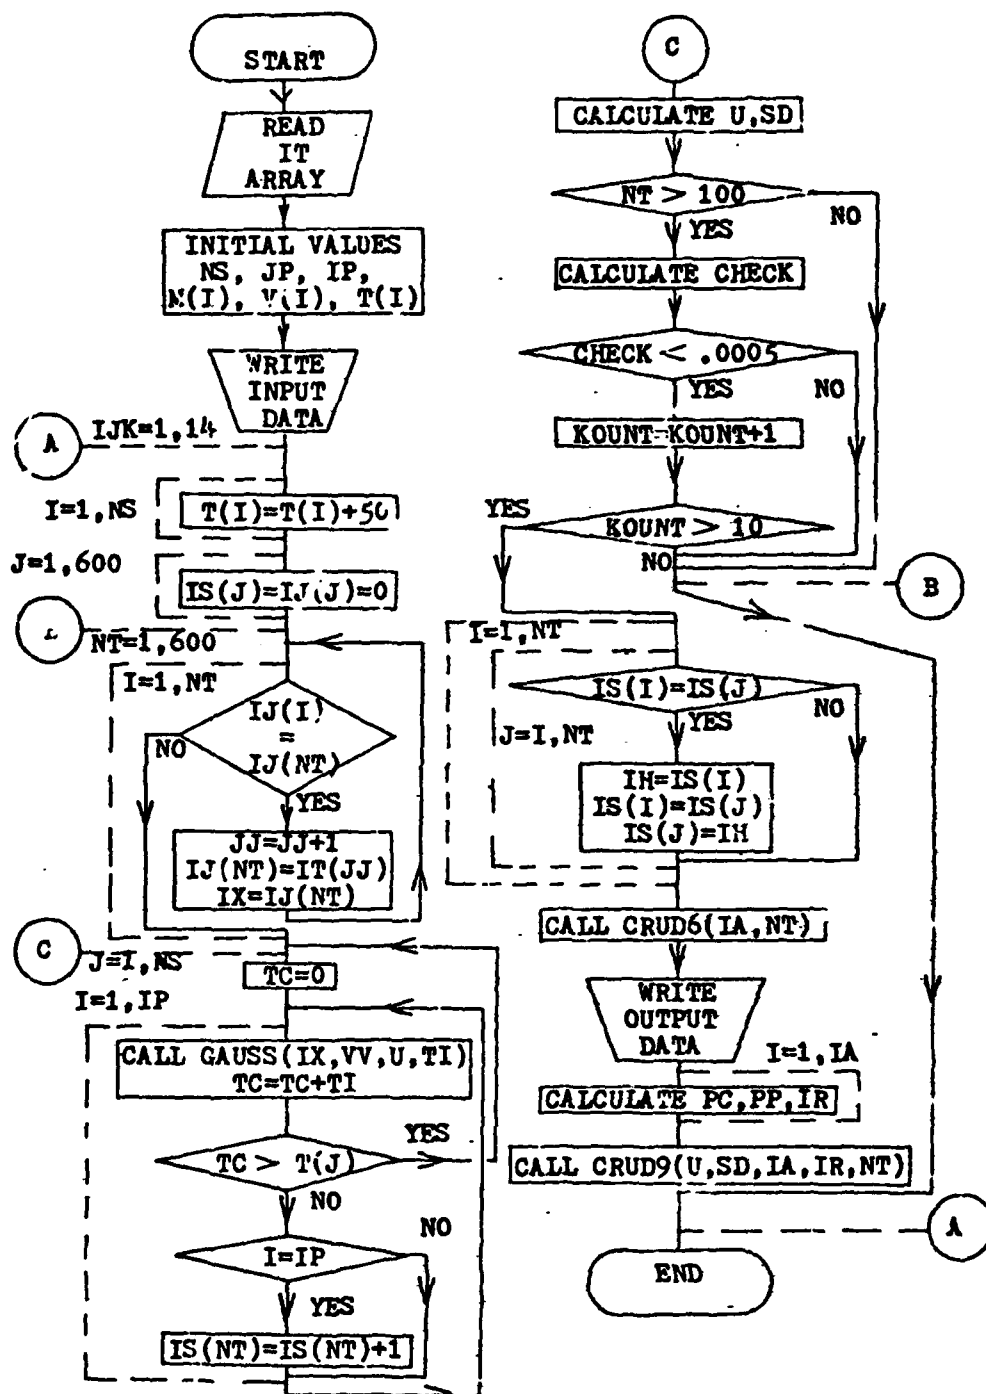 START
READ
IT
ARRAY
INITIAL VALUES
NS, JP, IP,
M(I), V(I), T(I)
WRITE
INPUT
DATA
A
IJK=1,14
I=1,NS
T(I)=T(I)+50
J=1,600
IS(J)=IJ(J)=0
NT=1,600
I=1,NT
IJ(I)
=
IJ(NT)
NO
YES
JJ=JJ+1
IJ(NT)=IT(JJ)
IX=IJ(NT)
C
J=I,NS
TC=0
I=1,IP
CALL GAUSS(IX,VV,U,TI)
TC=TC+TI
YES
TC > T(J)
NO
NO
I=IP
YES
IS(NT)=IS(NT)+1
C
CALCULATE U,SD
NT > 100
NO
YES
CALCULATE CHECK
CHECK < .0005
YES
NO
KOUNT=KOUNT+1
YES
KOUNT > 10
NO
B
I=I,NT
IS(I)=IS(J)
NO
YES
J=I,NT
IH=IS(I)
IS(I)=IS(J)
IS(J)=IH
CALL CRUD6(IA,NT)
WRITE
OUTPUT
DATA
I=1,IA
CALCULATE PC,PP,IR
CALL CRUD9(U,SD,IA,IR,NT)
A
END